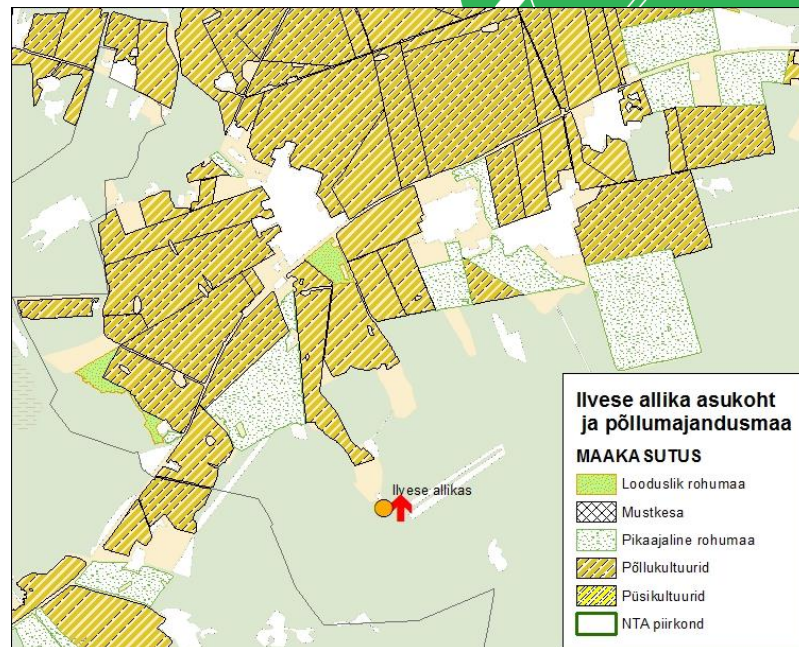 Ilvese allikas
Ilvese allika asukoht
ja põllumajandusmaa
MAAKASUTUS
Looduslik rohumaa
Mustkesa
Pikaajaline rohumaa
Põllukultuurid
Püsikultuurid
NTA piirkond